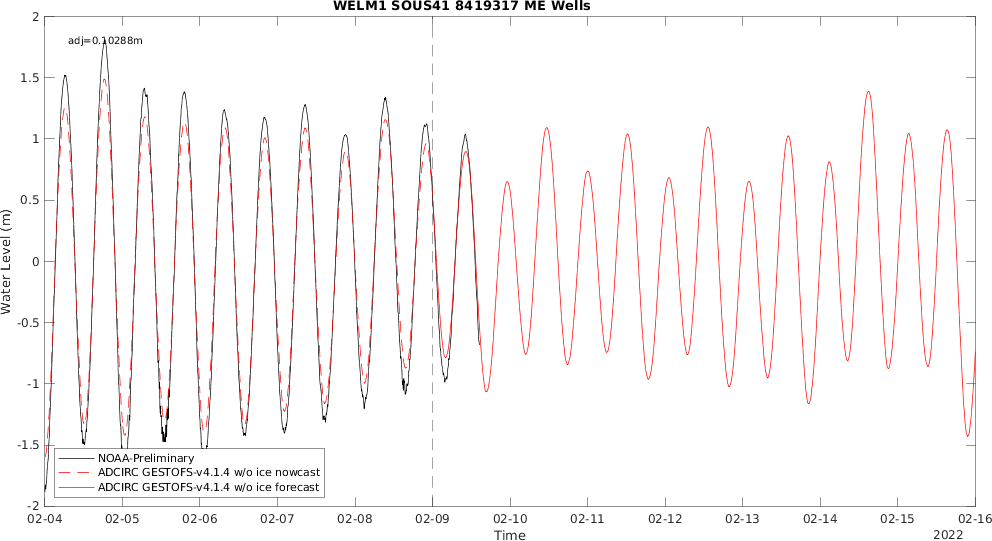 WELM1 SOUS41 8419317 ME Wells
adj=0.10288m
2
1.5
1
0.5
0
-0.5
-1
-1.5
-2
Water Level (m)
NOAA-Preliminary
ADCIRC GESTOFS-v4.1.4 w/o ice nowcast
ADCIRC GESTOFS-v4.1.4 w/o ice forecast
02-04 02-05 02-06 02-07 02-08 02-09 02-10 02-11 02-12 02-13 02-14 02-15 02-16
Time
2022